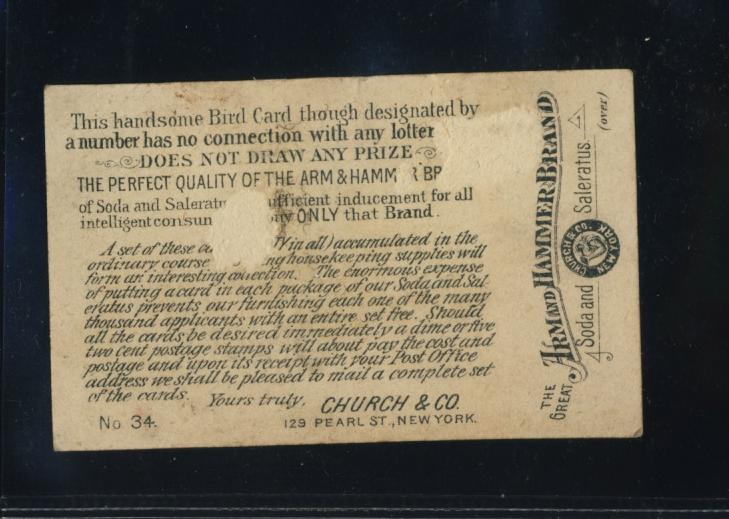 This handsome Bird Card though designated by
a number has no connection with any lotter
DOES NOT DRAW ANY PRIZE
THE PERFECT QUALITY OF THE ARM & HAMM R BR
of Soda and Saleratu ufficient inducement for all
intelligent consun uy ONLY that Brand.
A set of these ca TY in all) accumulated in the
ordinary course ng housekeeping supplies will
form an interesting collection. The enormous expense
of putting a card in each package of our Soda and Sal-
eratus prevents our furnishing each one of the many
thousand applicants with an entire set free. Should
all the cards be desired immediately a dime or five
two cent postage stamps will about pay the cost and
postage and upon its receipt with your Post Office
address we shall be pleased to mail a complete set
of the cards. Yours truly, CHURCH & CO.
No 34. 129 PEARL ST., NEW YORK.
THE GREAT ARM AND HAMMER BRAND
Soda and Saleratus.
CHURCH & CO. NEW YORK
(over)